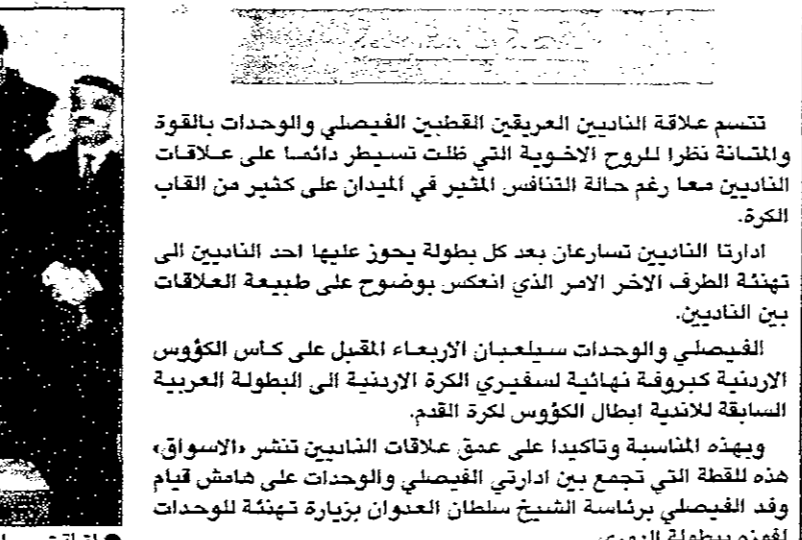 تتسم علاقة الناديين العريقين القطبين الفيصلي والوحدات بالقوة
والمتانة نظرا للروح الاخوية التي ظلت تسيطر دائما على علاقات
الناديين معا رغم حالة التنافس المثير في الميدان على كثير من القاب
الكرة.
ادارتا الناديين تسارعان بعد كل بطولة يحوز عليها احد الناديين الى
تهنئة الطرف الاخر الامر الذي انعكس بوضوح على طبيعة العلاقات
بين الناديين.
الفيصلي والوحدات سيلعبان الاربعاء المقبل على كاس الكؤوس
الاردنية كبروفة نهائية لسفيري الكرة الاردنية الى البطولة العربية
السابقة للاندية ابطال الكؤوس لكرة القدم.
وبهذه المناسبة وتاكيدا على عمق علاقات الناديين تنشر «الاسواق»
هذه للقطة التي تجمع بين ادارتي الفيصلي والوحدات على هامش قيام
وفد الفيصلي برئاسة الشيخ سلطان العدوان بزيارة تهنئة للوحدات
لفوزه ببطولة الدوري